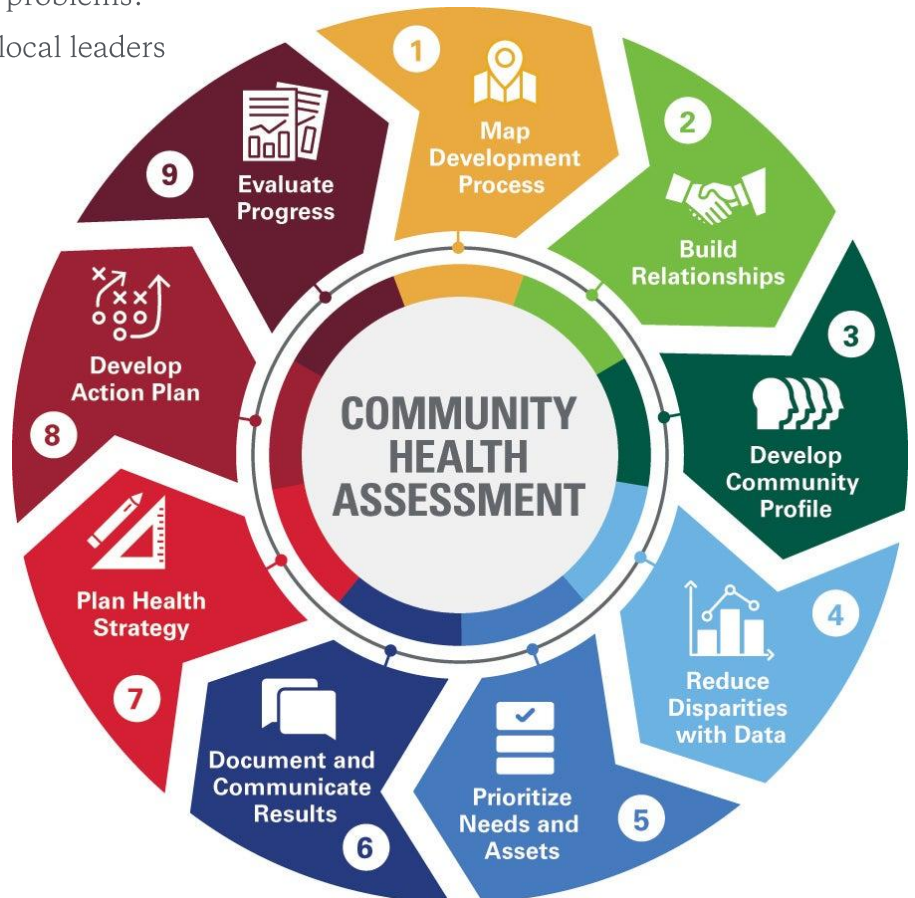 problems?
local leaders
1
Map
Development
Process
2
Build
Relationships
3
Develop
Community
Profile
4
Reduce
Disparities
with Data
5
Prioritize
Needs and
Assets
6
Document and
Communicate
Results
7
Plan Health
Strategy
8
Develop
Action Plan
9
Evaluate
Progress
COMMUNITY
HEALTH
ASSESSMENT